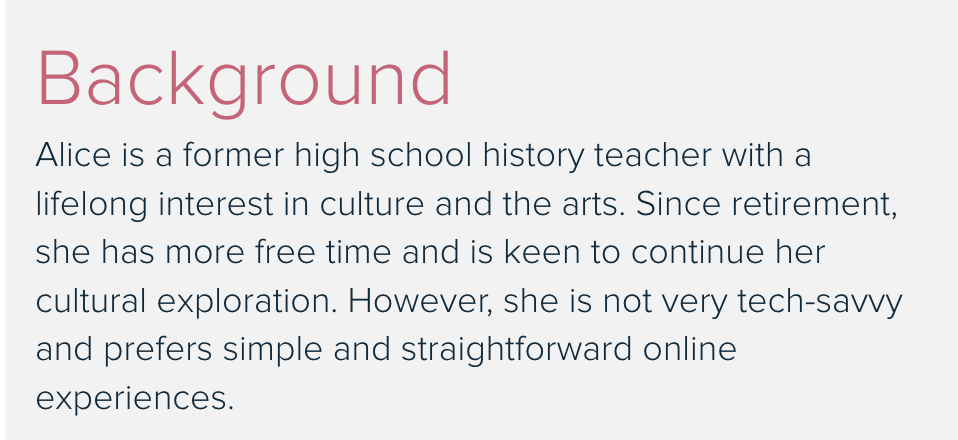 Background
Alice is a former high school history teacher with a
lifelong interest in culture and the arts. Since retirement,
she has more free time and is keen to continue her
cultural exploration. However, she is not very tech-savvy
and prefers simple and straightforward online
experiences.